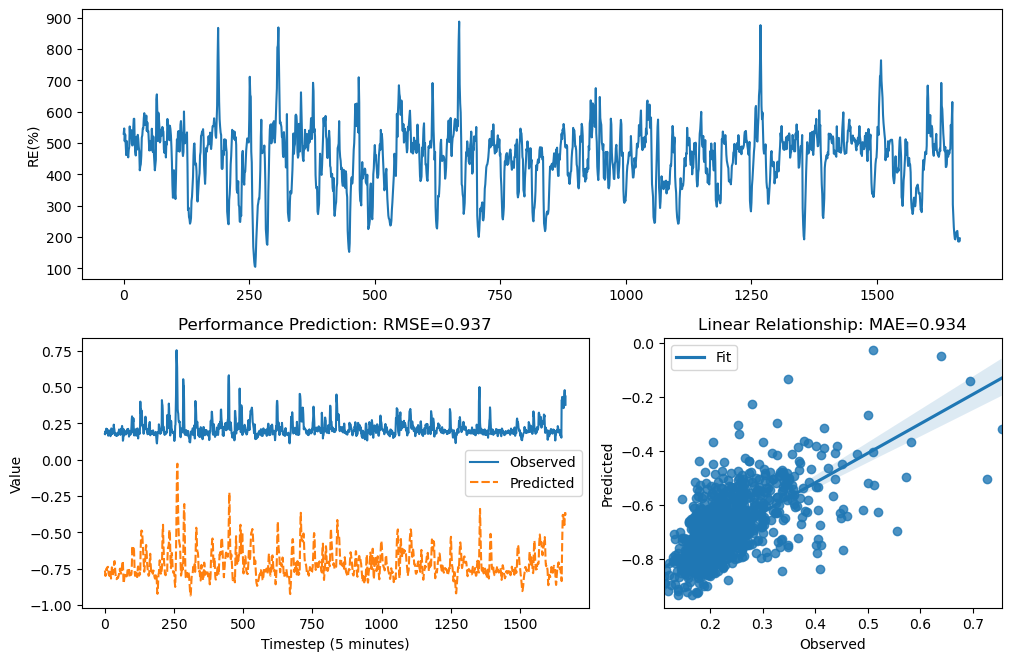 900
800
700
600
500
400
300
200
100
RE(%)
0 250 500 750 1000 1250 1500
Performance Prediction: RMSE=0.937
0.75
0.50
0.25
0.00
−0.25
−0.50
−0.75
−1.00
Value
Observed
Predicted
0 250 500 750 1000 1250 1500
Timestep (5 minutes)
Linear Relationship: MAE=0.934
Fit
0.0
−0.2
−0.4
−0.6
−0.8
Predicted
0.2 0.3 0.4 0.5 0.6 0.7
Observed